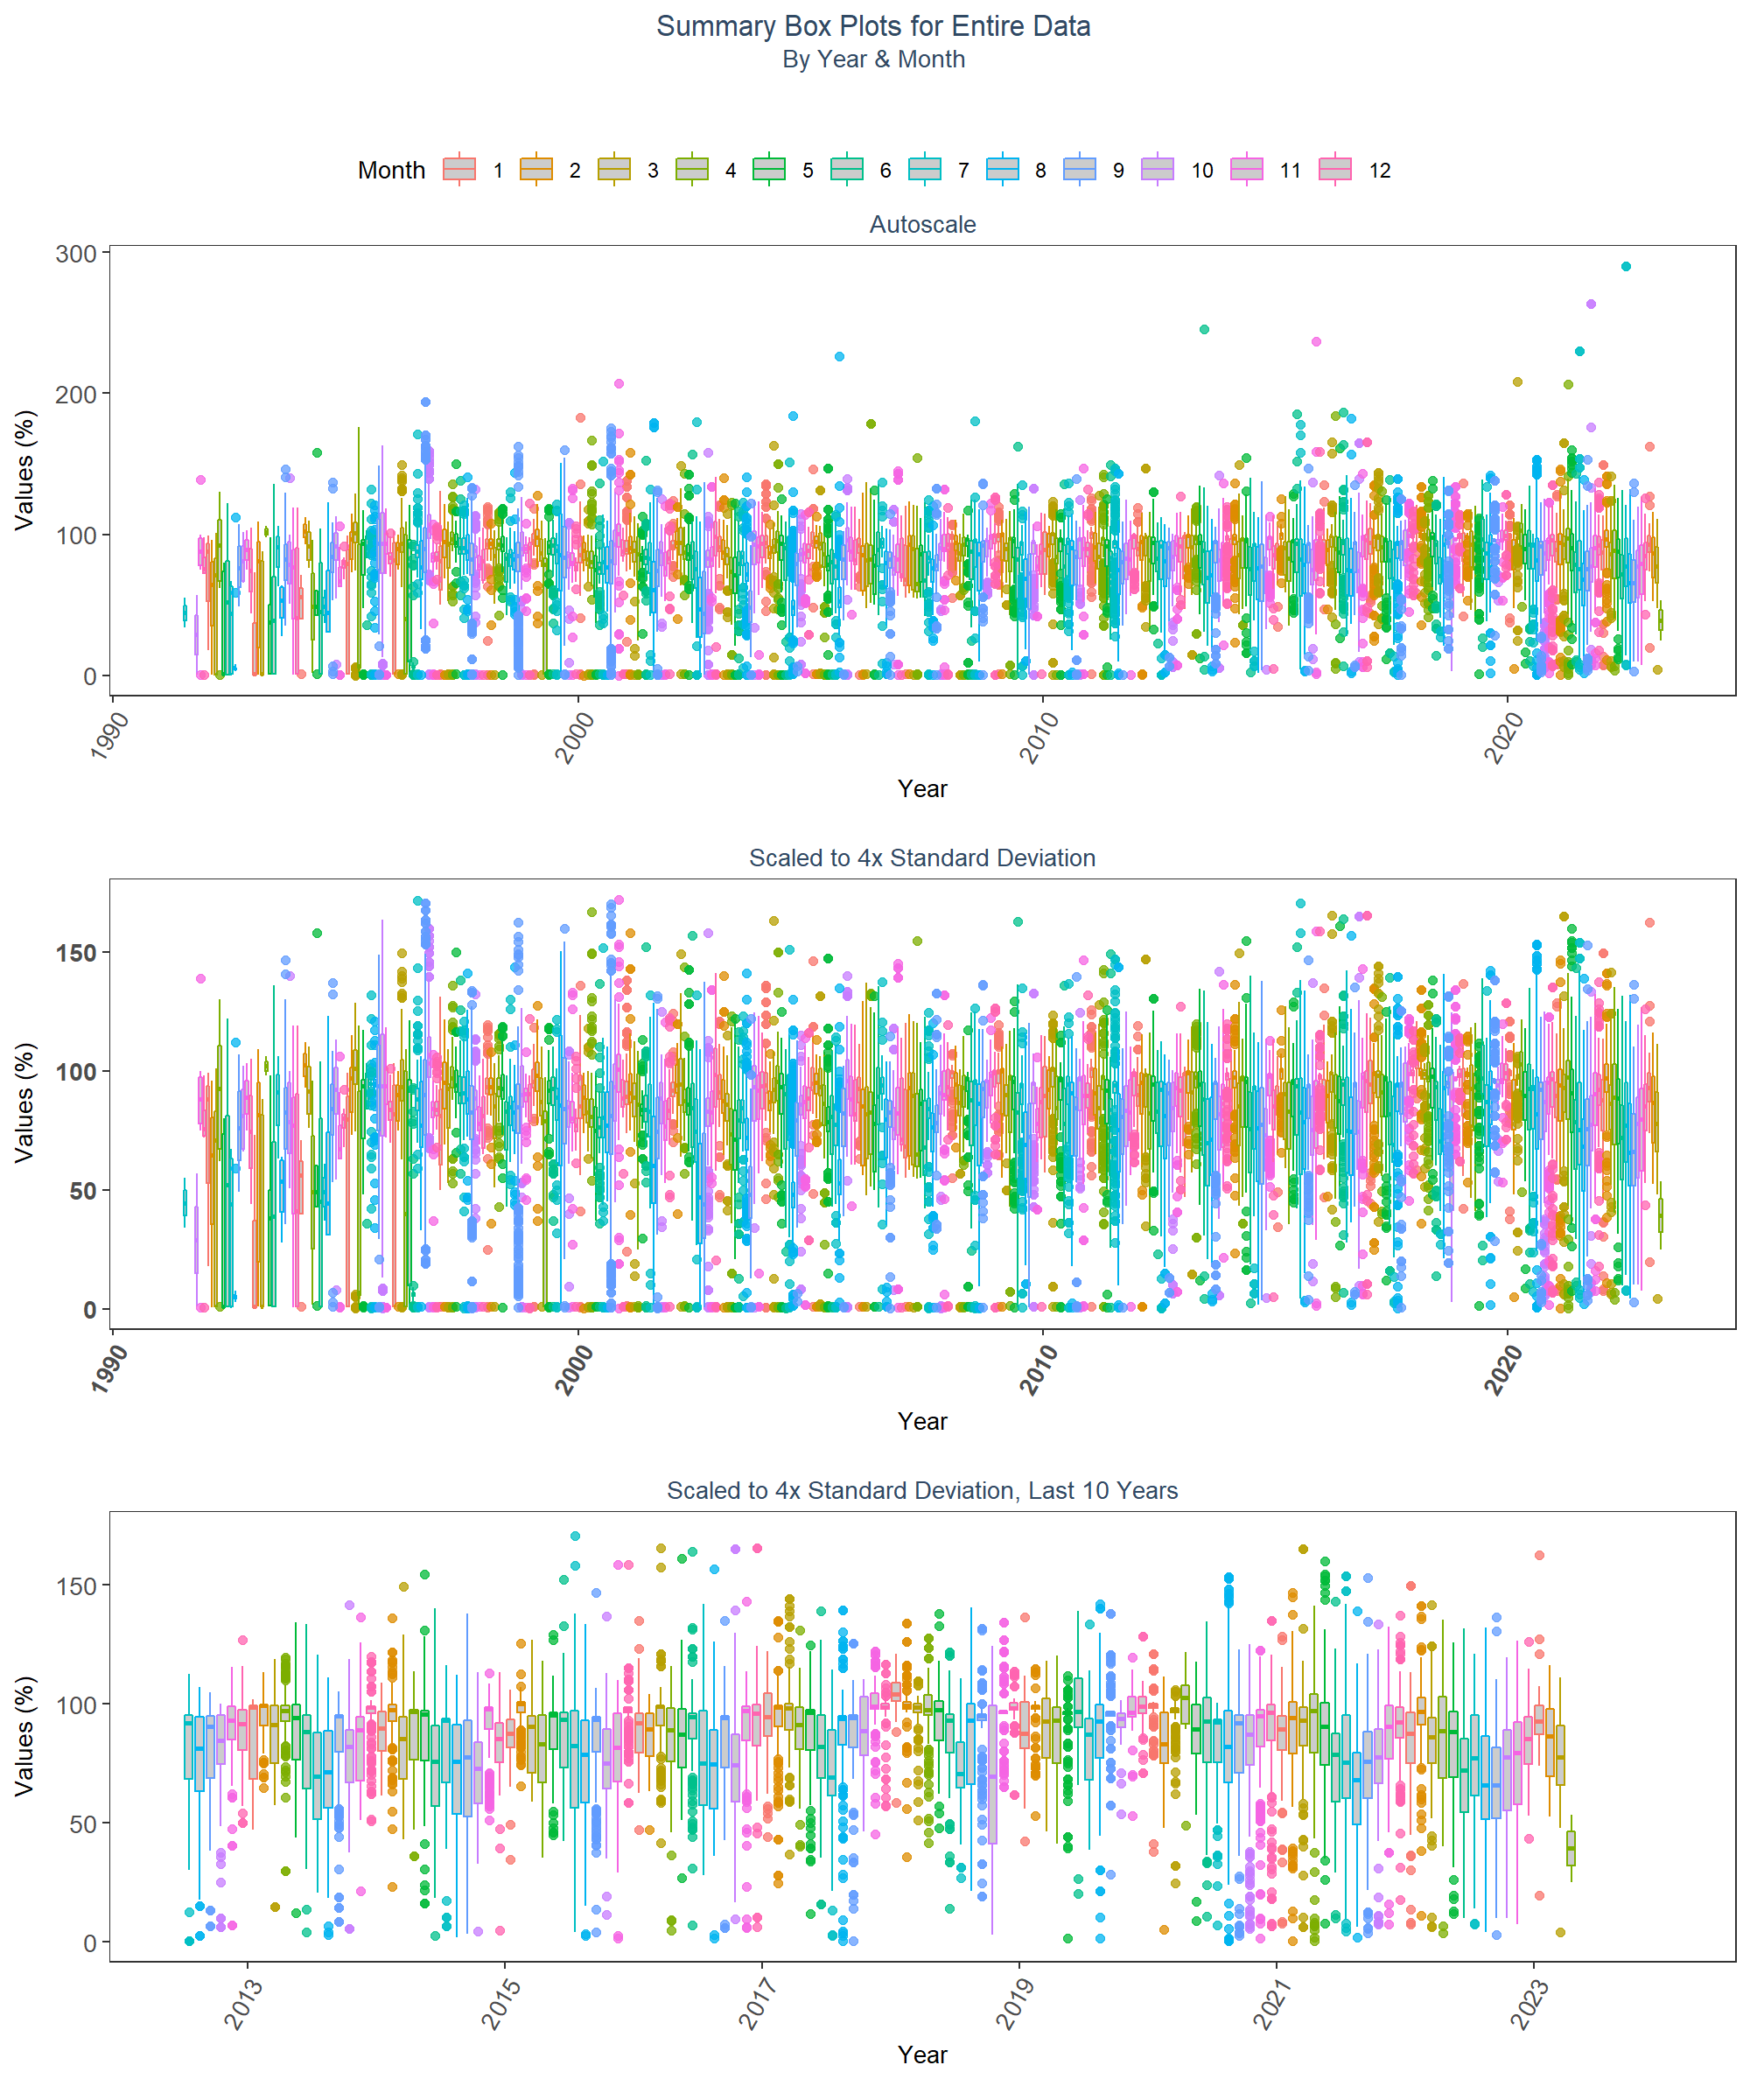 Summary Box Plots for Entire Data
By Year & Month
Month 1 2 3 4 5 6 7 8 9 10 11 12
Autoscale
Values (%)
300
200
100
0
1990 2000 2010 2020
Year
Scaled to 4x Standard Deviation
Values (%)
150
100
50
0
1990 2000 2010 2020
Year
Scaled to 4x Standard Deviation, Last 10 Years
Values (%)
150
100
50
0
2013 2015 2017 2019 2021 2023
Year